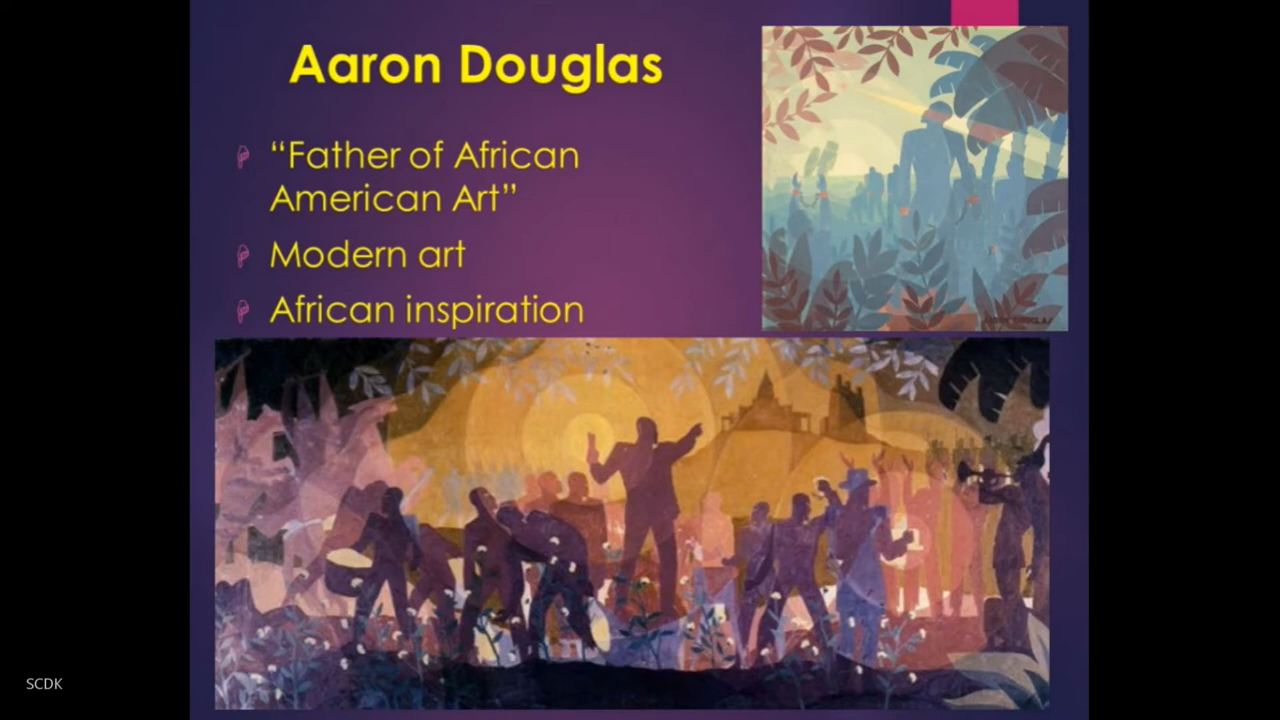 Aaron Douglas
“Father of African
American Art”
Modern art
African inspiration
SCDK